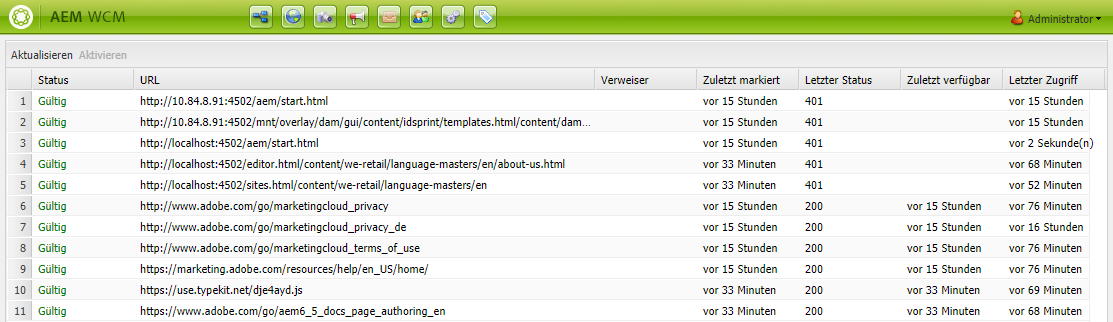 AEM WCM Administrator
Aktualisieren Aktivieren
Status URL Verweiser Zuletzt markiert Letzter Status Zuletzt verfügbar Letzter Zugriff
1 Gültig http://10.84.8.91:4502/aem/start.html vor 15 Stunden 401 vor 15 Stunden
2 Gültig http://10.84.8.91:4502/mnt/overlay/dam/gui/content/idsprint/templates.html/content/dam... vor 15 Stunden 401 vor 15 Stunden
3 Gültig http://localhost:4502/aem/start.html vor 15 Stunden 401 vor 2 Sekunde(n)
4 Gültig http://localhost:4502/editor.html/content/we-retail/language-masters/en/about-us.html vor 33 Minuten 401 vor 68 Minuten
5 Gültig http://localhost:4502/sites.html/content/we-retail/language-masters/en vor 33 Minuten 401 vor 52 Minuten
6 Gültig http://www.adobe.com/go/marketingcloud_privacy vor 15 Stunden 200 vor 15 Stunden vor 76 Minuten
7 Gültig http://www.adobe.com/go/marketingcloud_privacy_de vor 15 Stunden 200 vor 15 Stunden vor 16 Stunden
8 Gültig http://www.adobe.com/go/marketingcloud_terms_of_use vor 15 Stunden 200 vor 15 Stunden vor 76 Minuten
9 Gültig https://marketing.adobe.com/resources/help/en_US/home/ vor 15 Stunden 200 vor 15 Stunden vor 76 Minuten
10 Gültig https://use.typekit.net/dje4ayd.js vor 33 Minuten 200 vor 33 Minuten vor 69 Minuten
11 Gültig https://www.adobe.com/go/aem6_5_docs_page_authoring_en vor 33 Minuten 200 vor 33 Minuten vor 68 Minuten